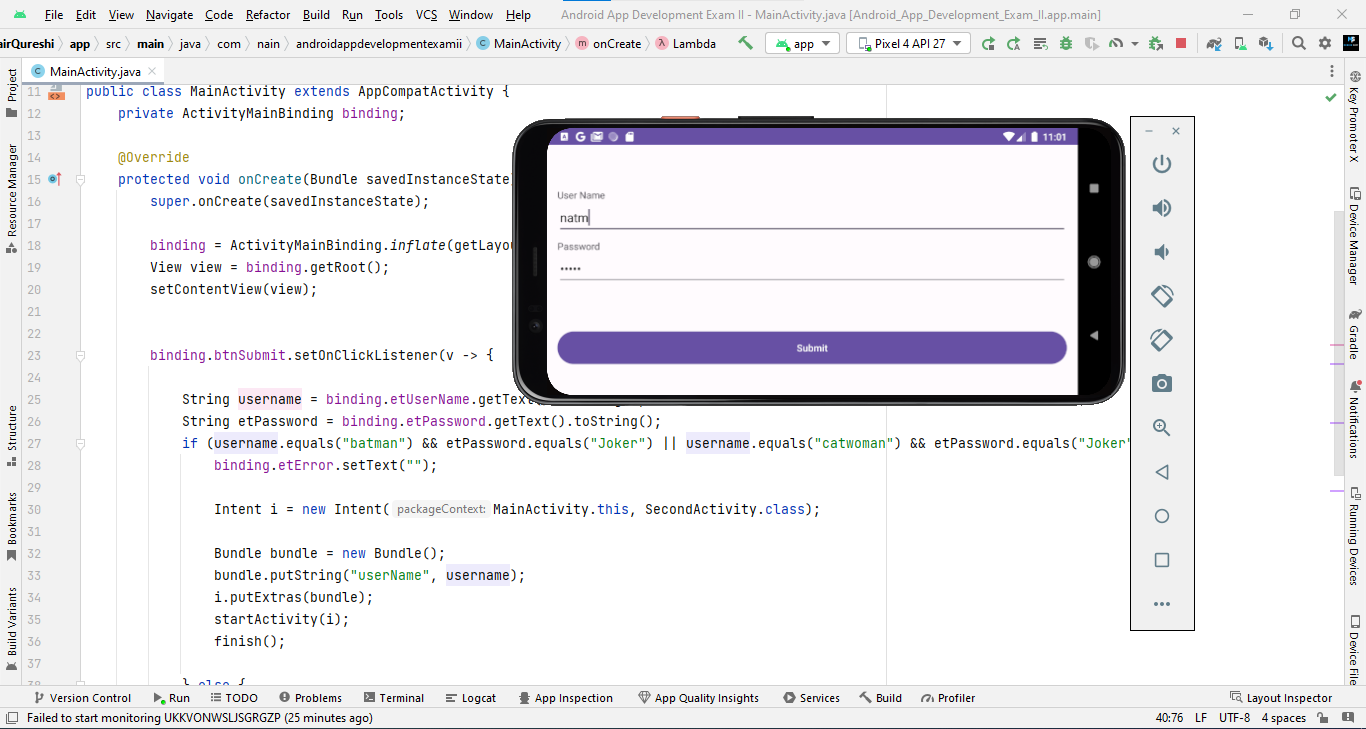 File Edit View Navigate Code Refactor Build Run Tools VCS Window Help Android App Development Exam II - MainActivity.java [Android_App_Development_Exam_II.app.main]
airQureshi app src main java com nain androidappdevelopmentexamii MainActivity onCreate Lambda app Pixel 4 API 27
MainActivity.java
11 public class MainActivity extends AppCompatActivity {
12 private ActivityMainBinding binding;
13
14 @Override
15 protected void onCreate(Bundle savedInstanceState)
16 super.onCreate(savedInstanceState);
17
18 binding = ActivityMainBinding.inflate(getLayou
19 View view = binding.getRoot();
20 setContentView(view);
21
22
23 binding.btnSubmit.setOnClickListener(v -> {
24
25 String username = binding.etUserName.getText
26 String etPassword = binding.etPassword.getText().toString();
27 if (username.equals("batman") && etPassword.equals("Joker") || username.equals("catwoman") && etPassword.equals("Joker"
28 binding.etError.setText("");
29
30 Intent i = new Intent( packageContext: MainActivity.this, SecondActivity.class);
31
32 Bundle bundle = new Bundle();
33 bundle.putString("userName", username);
34 i.putExtras(bundle);
35 startActivity(i);
36 finish();
37
38 } else {
11:01
User Name
natm
Password
•••••
Submit
Project
Resource Manager
Structure
Bookmarks
Build Variants
Key Promoter X
Device Manager
Gradle
Notifications
Running Devices
Device File
Version Control Run TODO Problems Terminal Logcat App Inspection App Quality Insights Services Build Profiler Layout Inspector
Failed to start monitoring UKKVONWSLJSGRGZP (25 minutes ago) 40:76 LF UTF-8 4 spaces